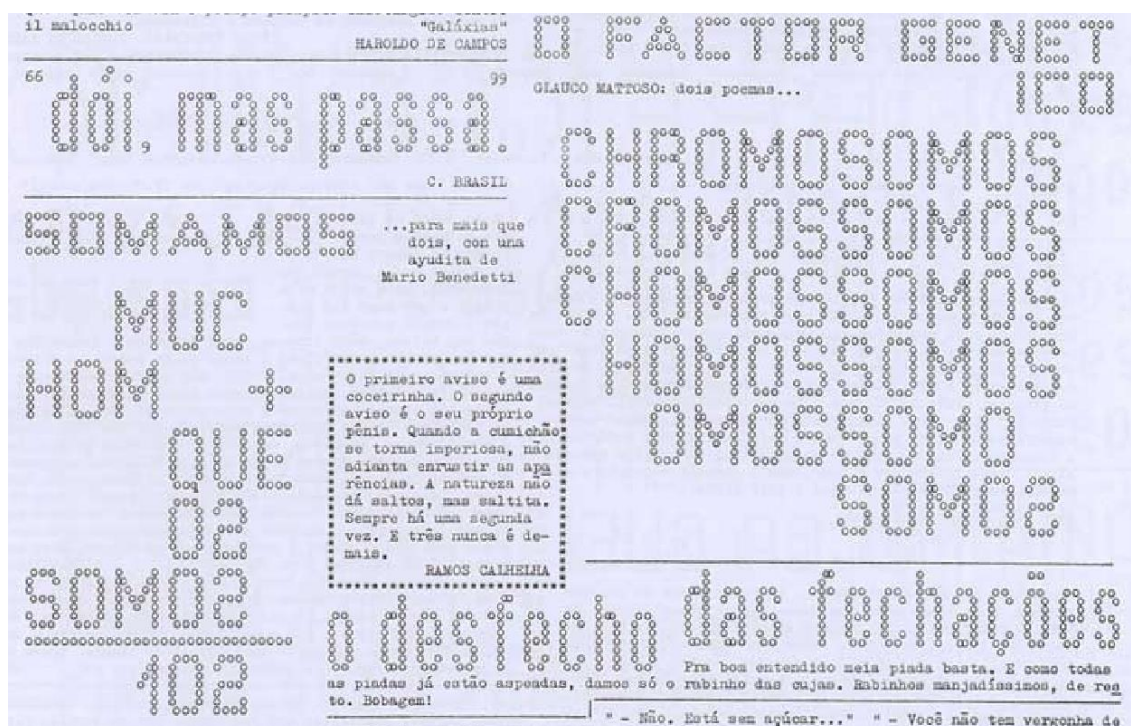 il malocchio "Galáxias"
HAROLDO DE CAMPOS
66 99
dói, mas passa.
C. BRASIL
SOMAMOS
...para mais que
dois, con una
ayudita de
Mario Benedetti
MUC
HOM +
QUE
02
SOMO2
102
O primeiro aviso é uma
coceirinha. O segundo
aviso é o seu próprio
pênis. Quando a cumichão
se torna imperiosa, não
adianta enrustir as apa
rências. A natureza não
dá saltos, mas saltita.
Sempre há uma segunda
vez. E três nunca é de-
mais.
RAMOS CALHELHA
O FACTOR GENET
ICO
GLAUCO MATTOSO: dois poemas...
CHROMOSOMOS
CROMOSSOMOS
CHOMOSSOMOS
HOMOSSOMOS
OMOSSOMO
SOMO2
o desfecho das fechações
Pra bom entendido meia piada basta. E como todas
as piadas já estão aspeadas, damos só o rabinho das cujas. Rabinhos manjadíssimos, de res
to. Bobagem!
" - Não. Está sem açúcar..." " - Você não tem vergonha de